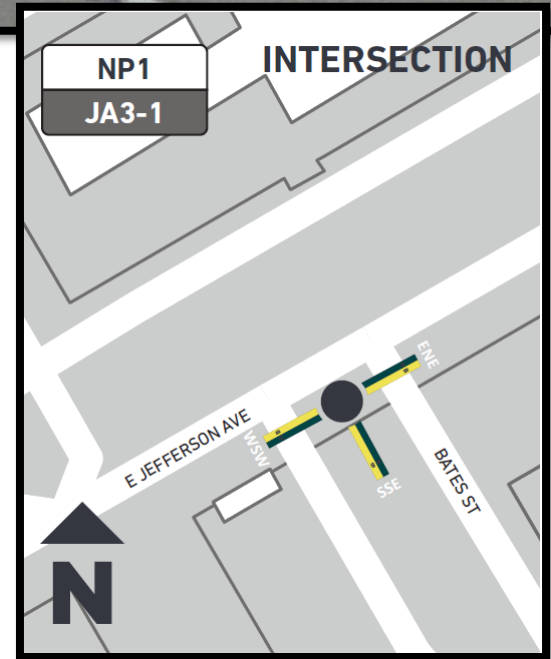 NP1
INTERSECTION
JA3-1
ENE
E JEFFERSON AVE
WSW
BATES ST
SSE
N